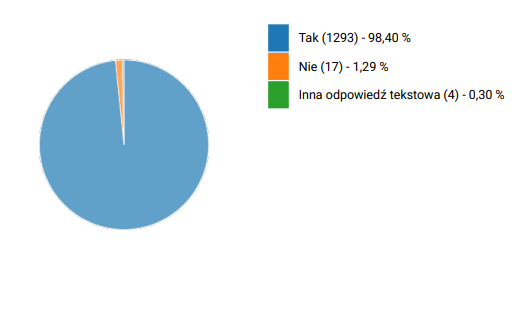 Tak (1293) - 98,40 %
Nie (17) - 1,29 %
Inna odpowiedź tekstowa (4) - 0,30 %